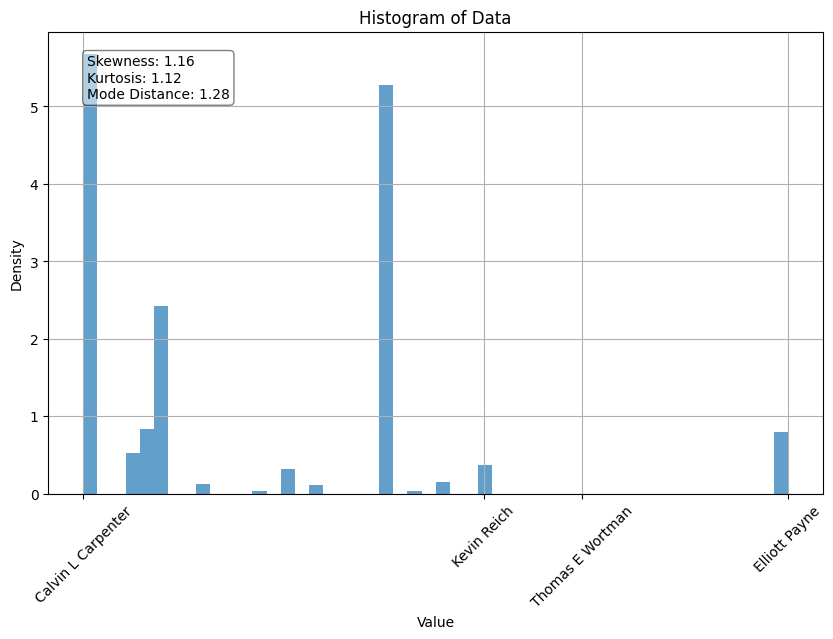 Histogram of Data
Skewness: 1.16
Kurtosis: 1.12
Mode Distance: 1.28
5
4
3
2
1
0
Density
Calvin L Carpenter
Kevin Reich
Thomas E Wortman
Elliott Payne
Value